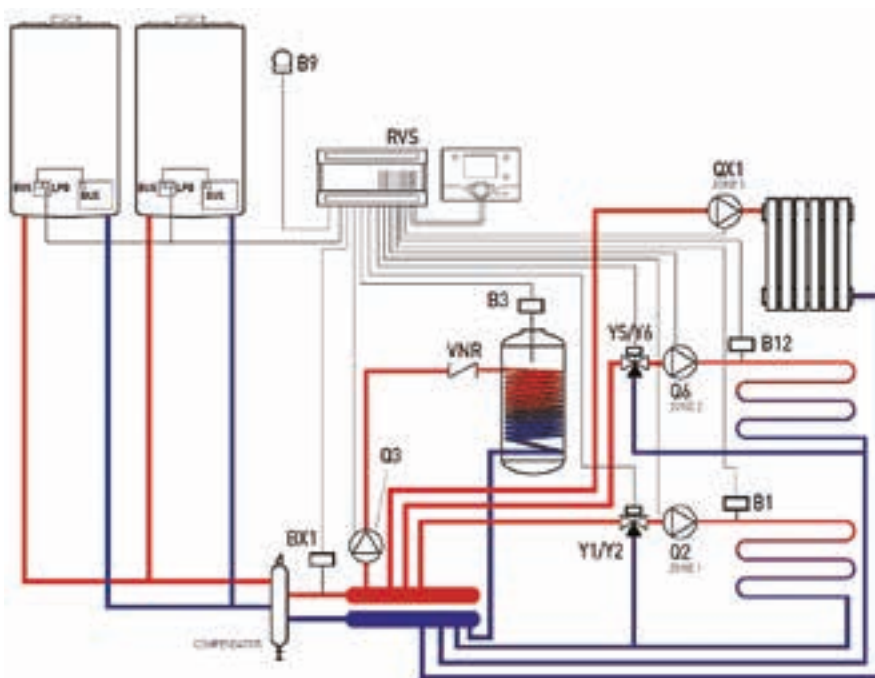 B9
RVS
BUS LPB
BUS
BUS LPB
BUS
QX1
ZONE 3
B3
Y5/Y6
B12
VNR
Q6
ZONE 2
Q3
B1
BX1
Y1/Y2
Q2
ZONE 1
COMPENSATOR